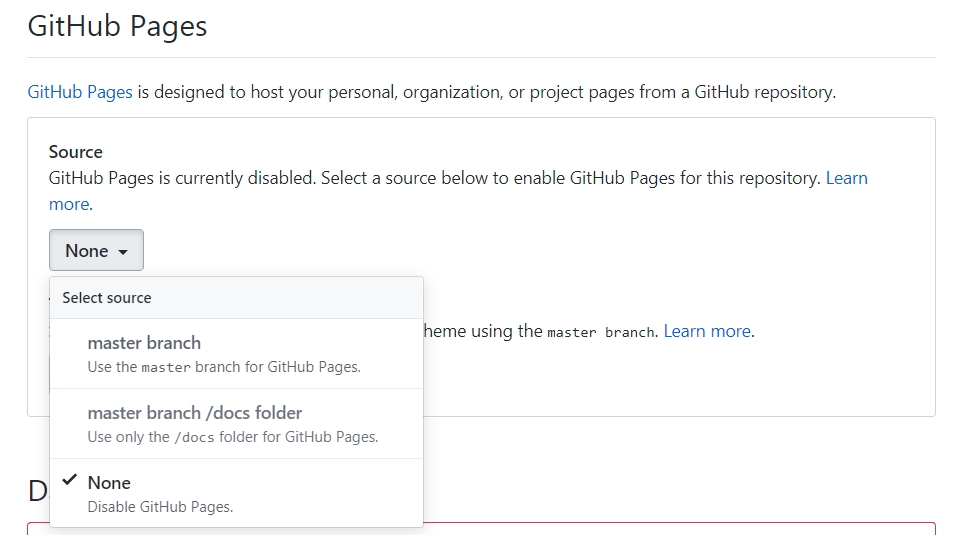 GitHub Pages
GitHub Pages is designed to host your personal, organization, or project pages from a GitHub repository.
Source
GitHub Pages is currently disabled. Select a source below to enable GitHub Pages for this repository. Learn
more.
None
Select source
heme using the master branch. Learn more.
master branch
Use the master branch for GitHub Pages.
master branch /docs folder
Use only the /docs folder for GitHub Pages.
None
Disable GitHub Pages.
D